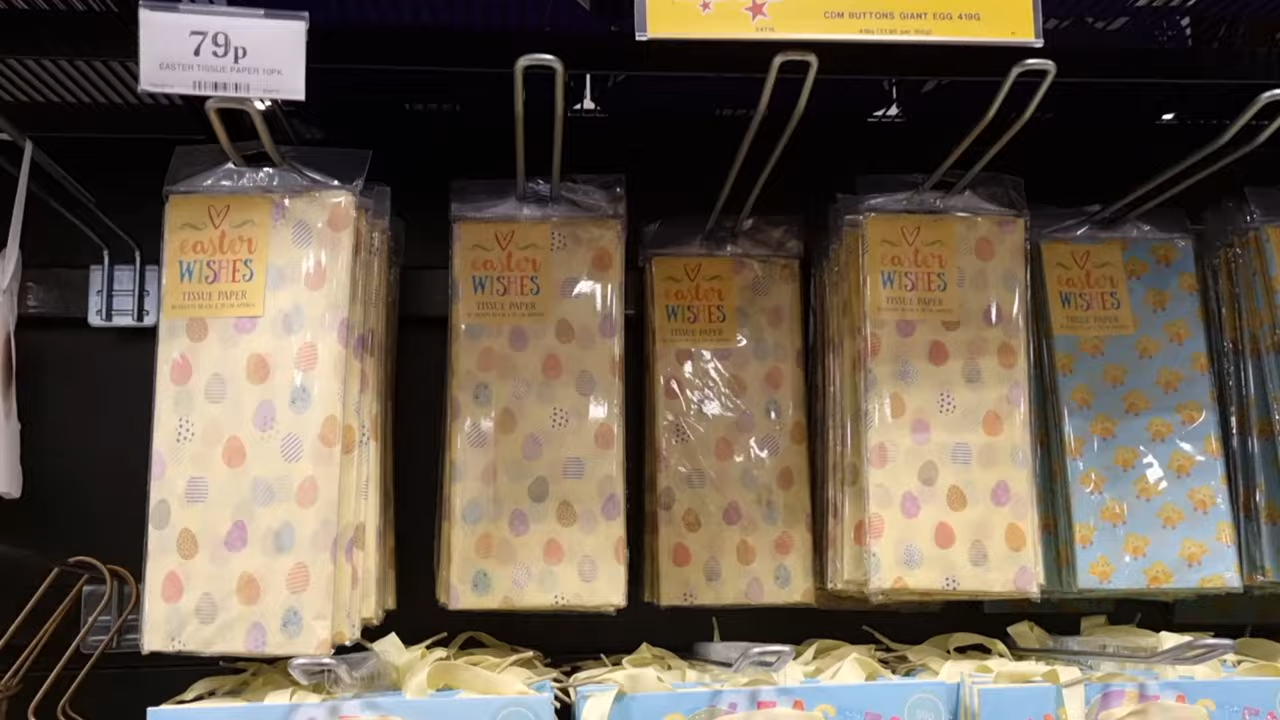 79p
EASTER TISSUE PAPER 10PK
CDM BUTTONS GIANT EGG 419G
easter
WISHES
TISSUE PAPER
easter
WISHES
TISSUE PAPER
easter
WISHES
TISSUE PAPER
easter
WISHES
TISSUE PAPER
easter
WISHES
TISSUE PAPER